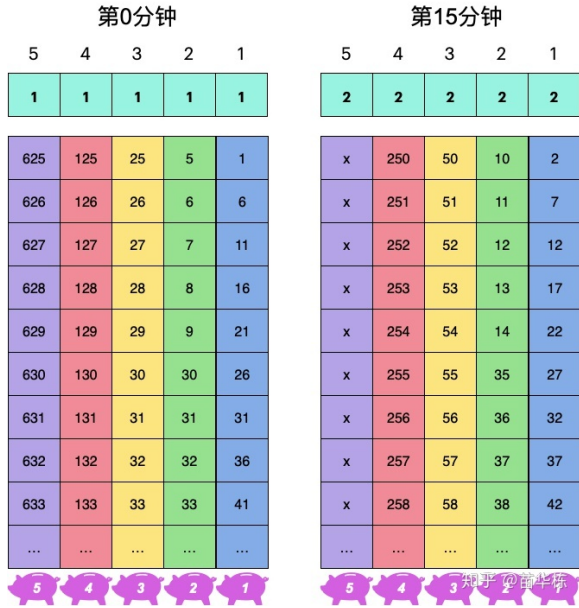 第0分钟 第15分钟
5 4 3 2 1 5 4 3 2 1
1 1 1 1 1 2 2 2 2 2
625 125 25 5 1 x 250 50 10 2
626 126 26 6 6 x 251 51 11 7
627 127 27 7 11 x 252 52 12 12
628 128 28 8 16 x 253 53 13 17
629 129 29 9 21 x 254 54 14 22
630 130 30 30 26 x 255 55 35 27
631 131 31 31 31 x 256 56 36 32
632 132 32 32 36 x 257 57 37 37
633 133 33 33 41 x 258 58 38 42
... ... ... ... ... ... ... ... ... ...
5 4 3 2 1 5 4 3 2 1
知乎 @苗华栋